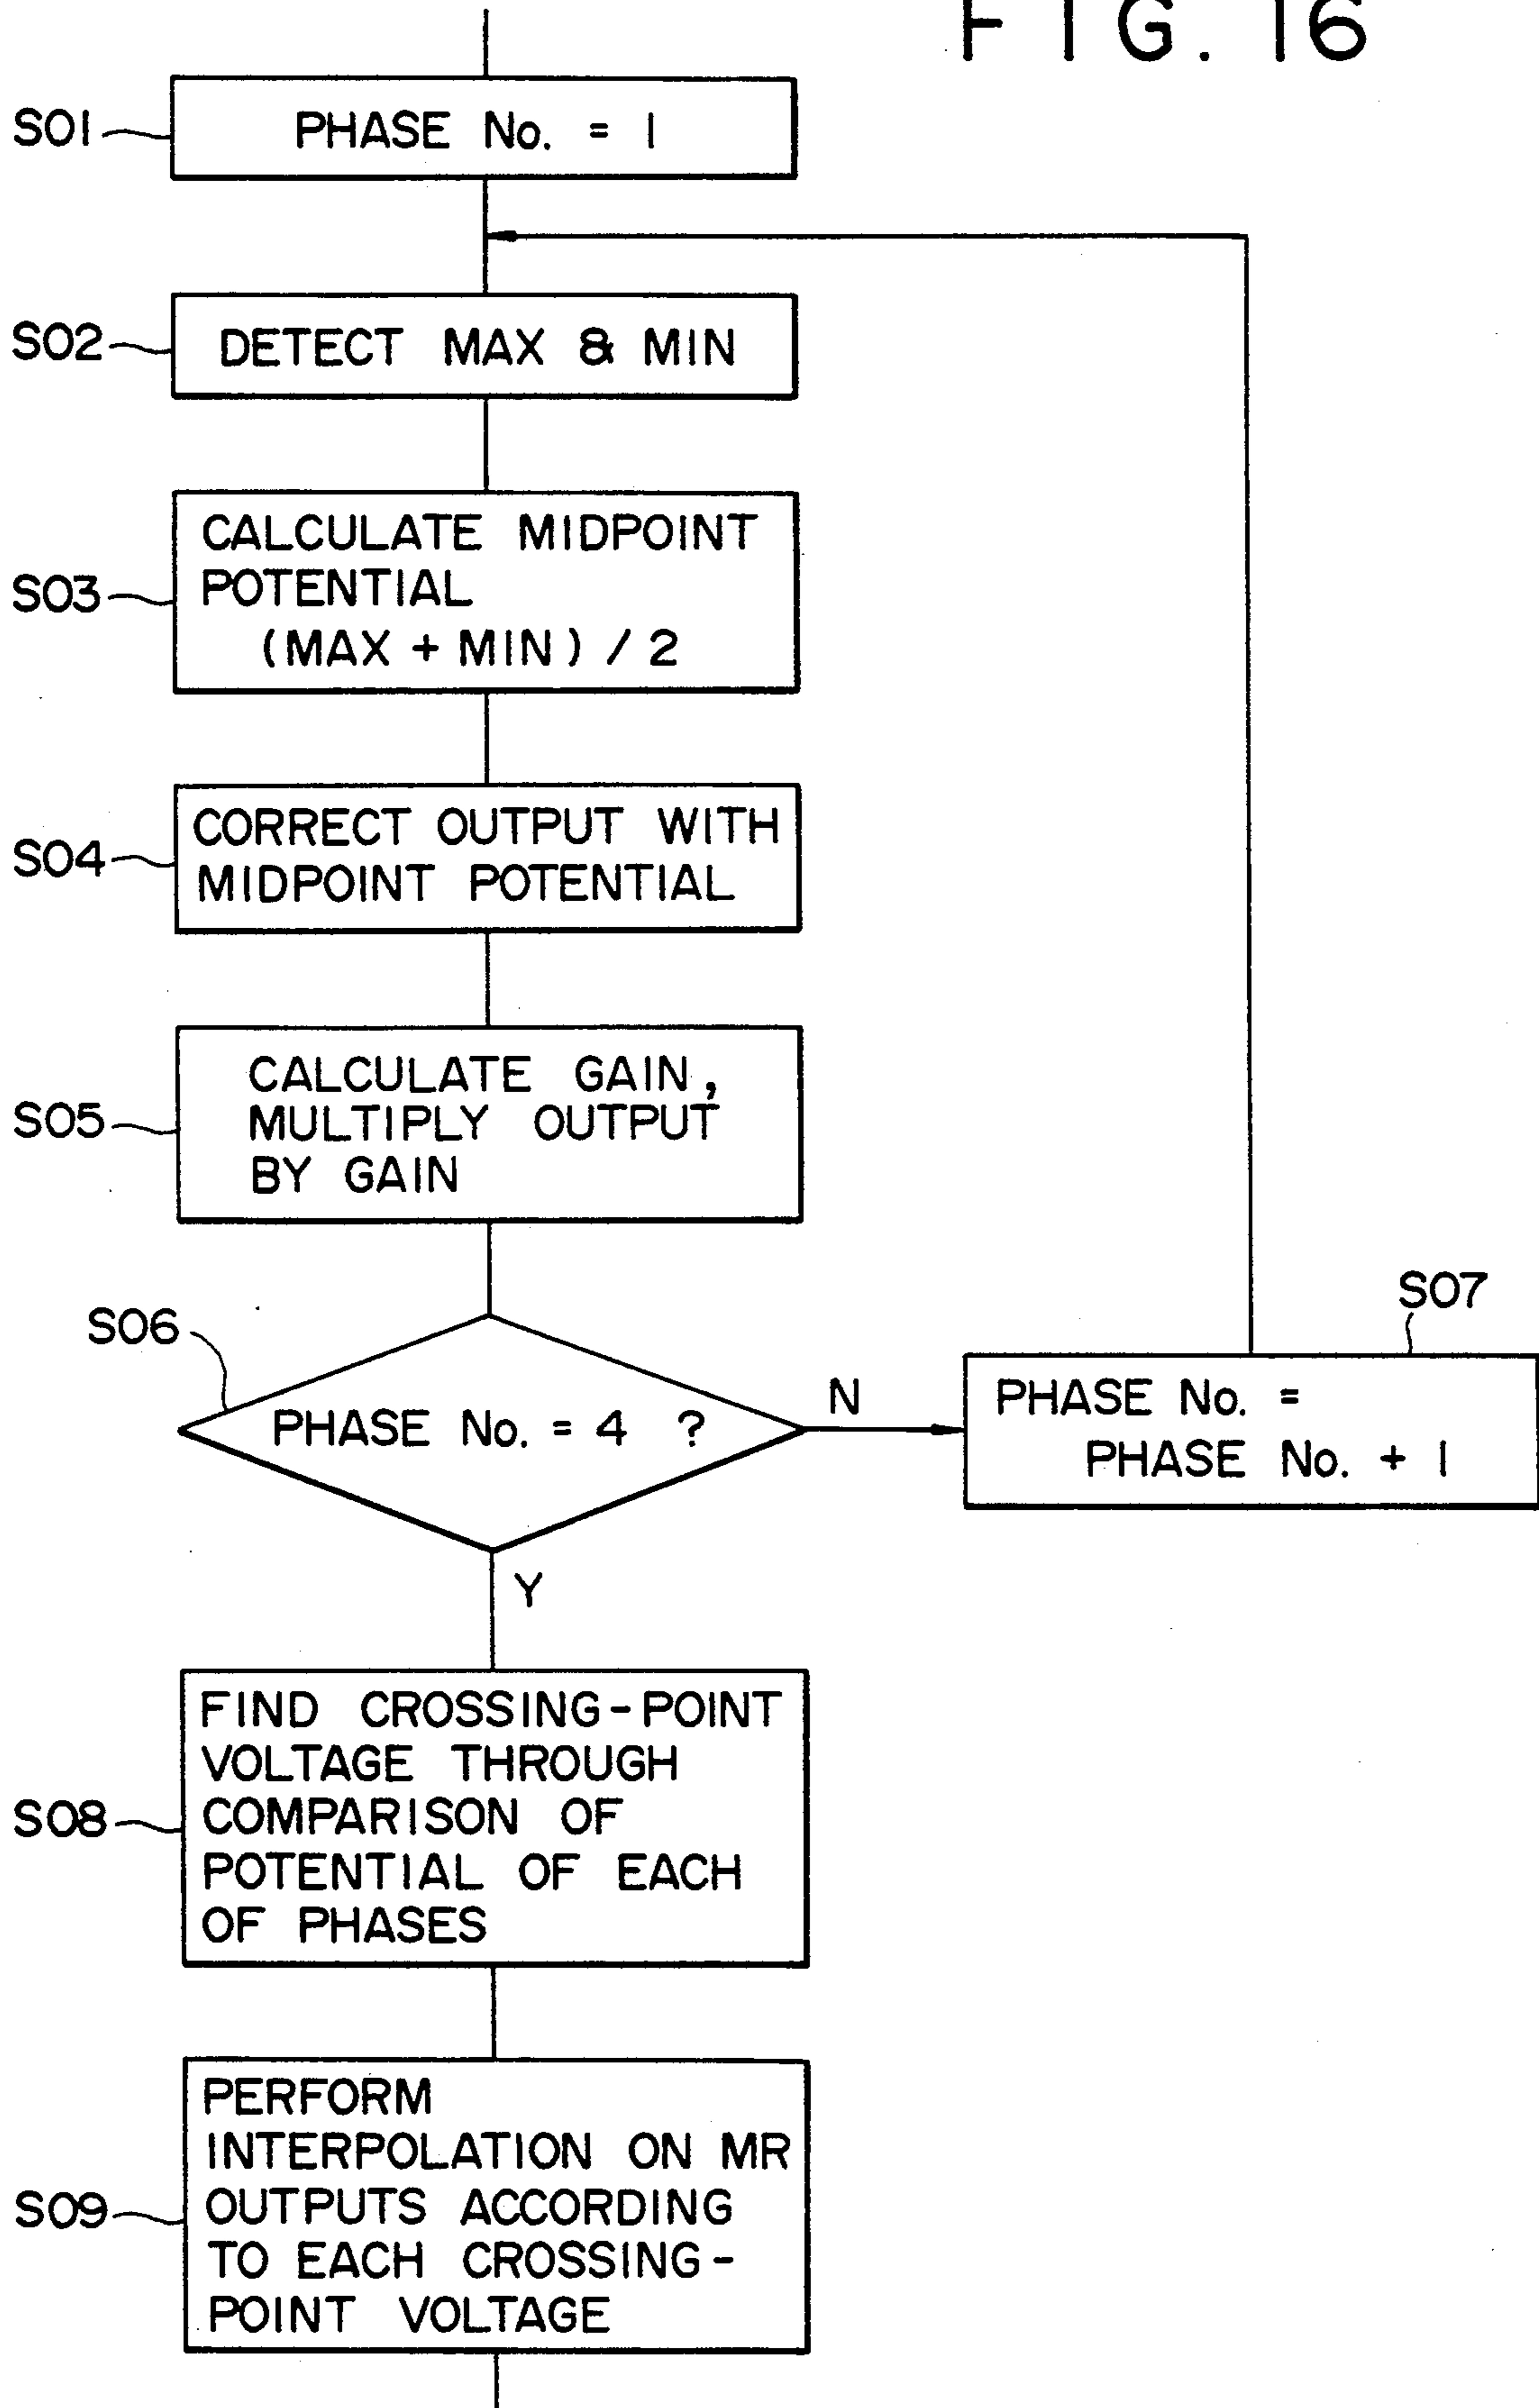 FIG. 16
S01
PHASE No. = 1
S02
DETECT MAX & MIN
S03
CALCULATE MIDPOINT
POTENTIAL
(MAX + MIN) / 2
S04
CORRECT OUTPUT WITH
MIDPOINT POTENTIAL
S05
CALCULATE GAIN,
MULTIPLY OUTPUT
BY GAIN
S06
PHASE No. = 4 ?
N
S07
PHASE No. =
PHASE No. + 1
Y
S08
FIND CROSSING-POINT
VOLTAGE THROUGH
COMPARISON OF
POTENTIAL OF EACH
OF PHASES
S09
PERFORM
INTERPOLATION ON MR
OUTPUTS ACCORDING
TO EACH CROSSING-
POINT VOLTAGE